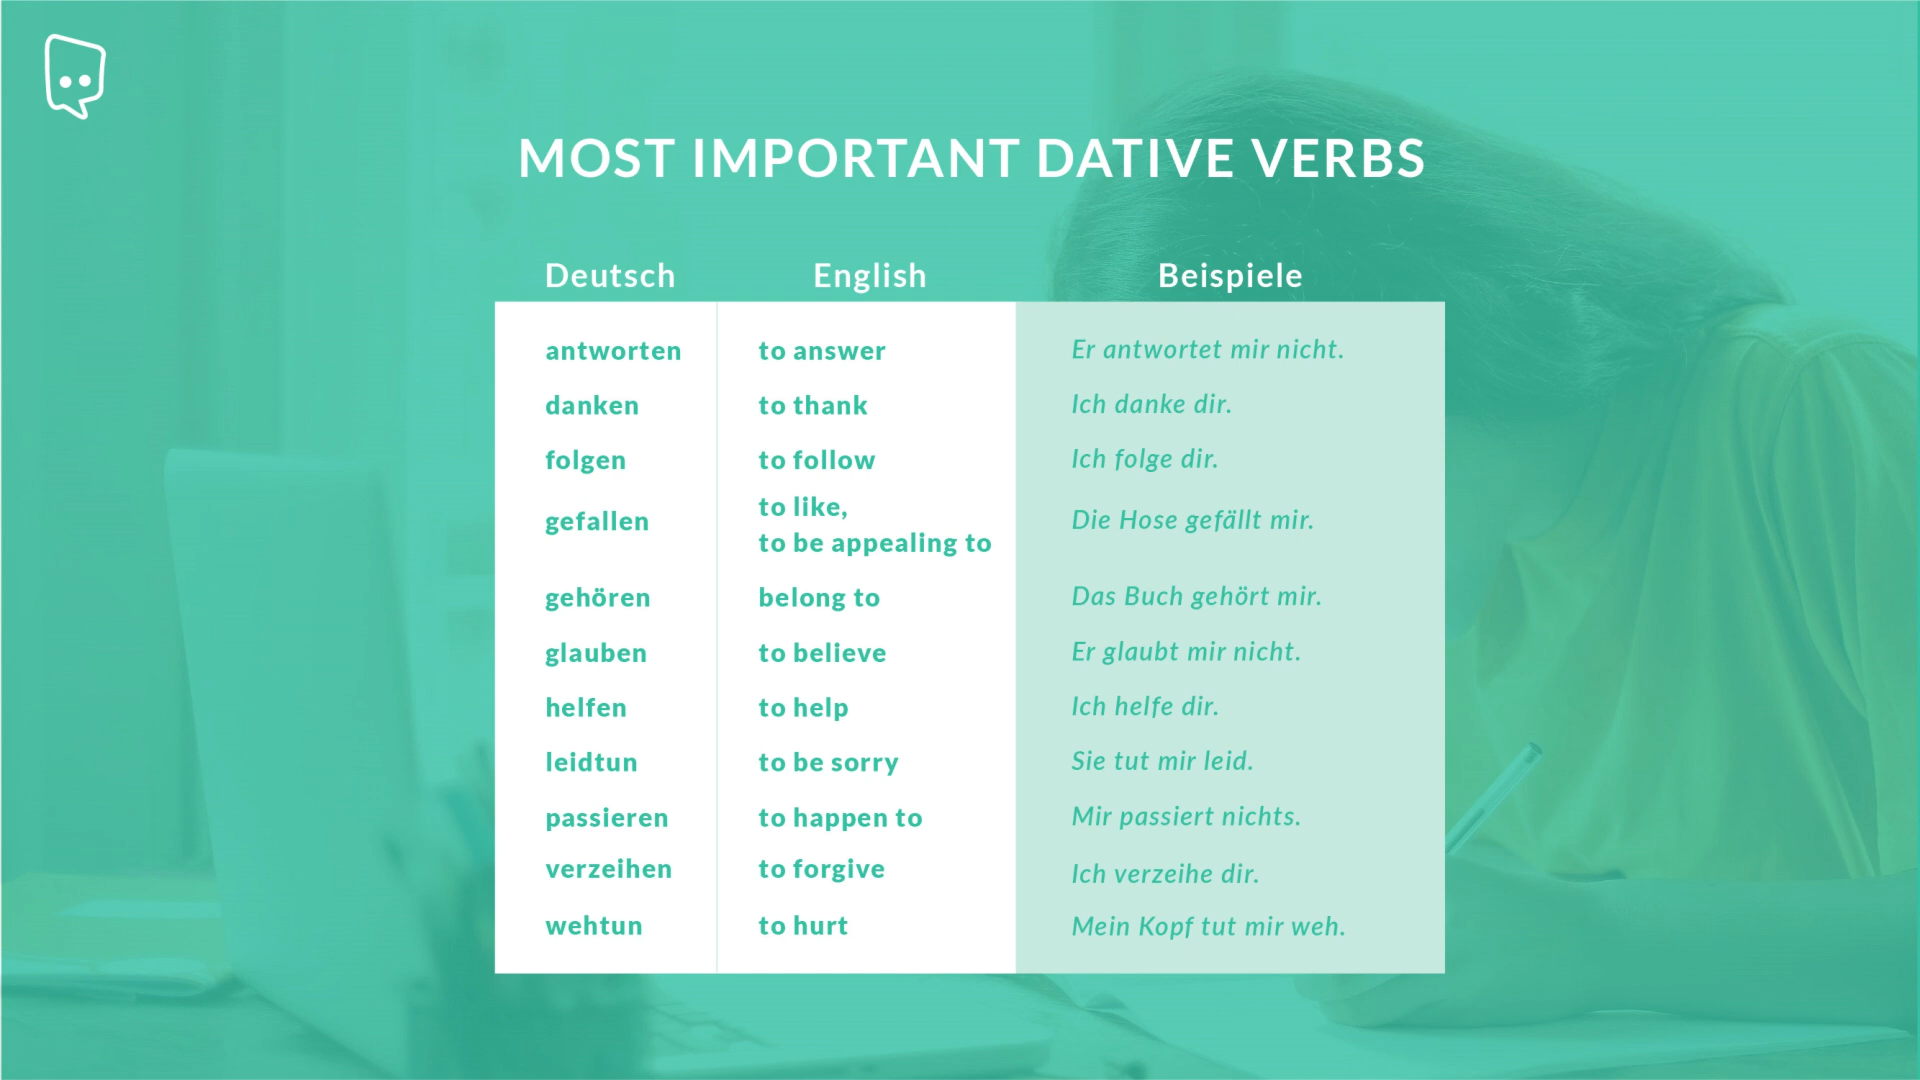 MOST IMPORTANT DATIVE VERBS
Deutsch English Beispiele
antworten to answer Er antwortet mir nicht.
danken to thank Ich danke dir.
folgen to follow Ich folge dir.
gefallen to like, Die Hose gefällt mir.
to be appealing to
gehören belong to Das Buch gehört mir.
glauben to believe Er glaubt mir nicht.
helfen to help Ich helfe dir.
leidtun to be sorry Sie tut mir leid.
passieren to happen to Mir passiert nichts.
verzeihen to forgive Ich verzeihe dir.
wehtun to hurt Mein Kopf tut mir weh.